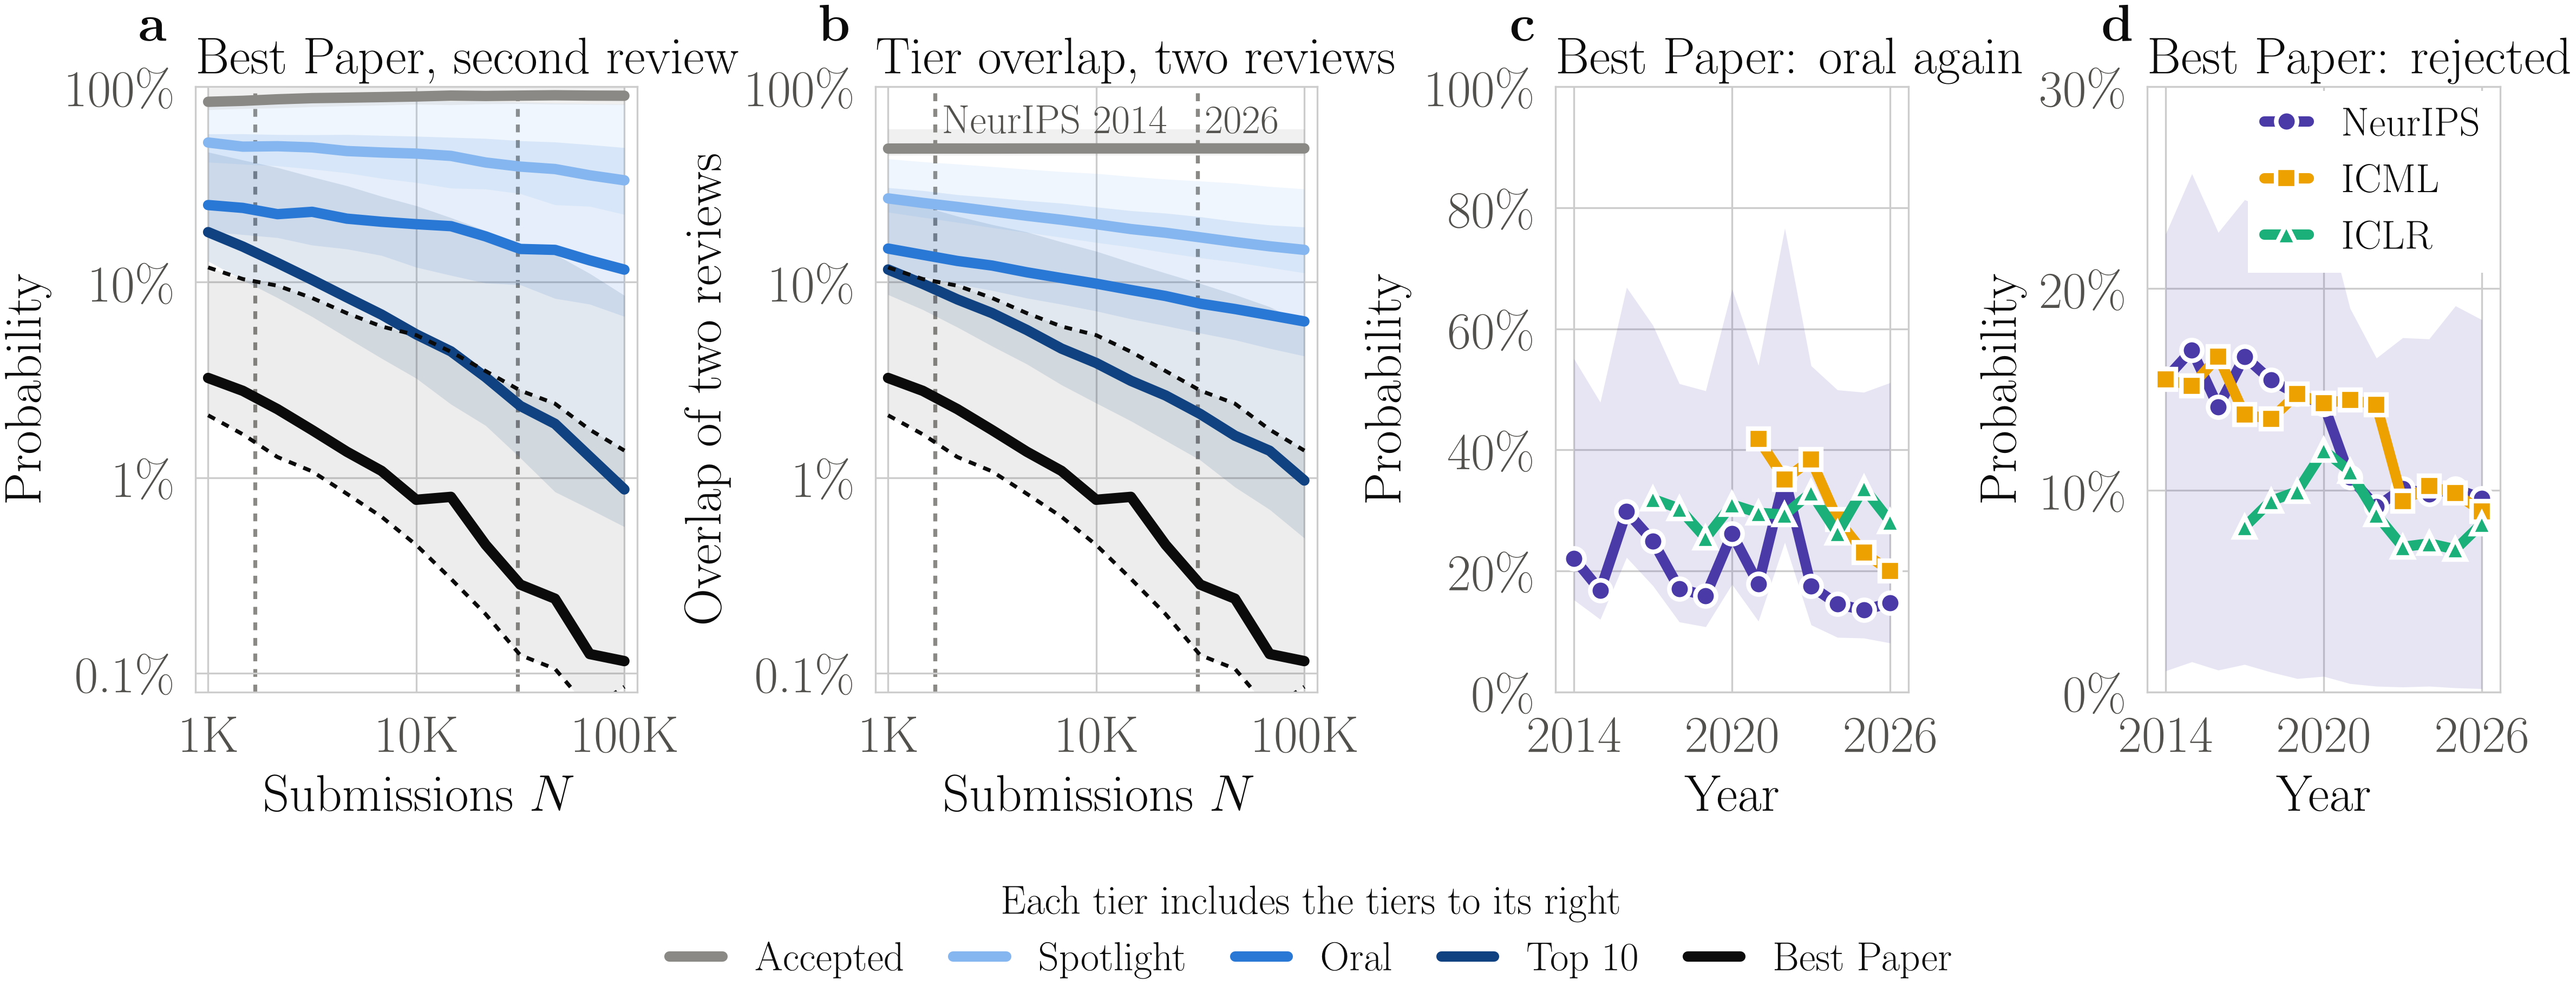 a
Best Paper, second review
100%
10%
1%
0.1%
Probability
1K
10K
100K
Submissions N
b
Tier overlap, two reviews
NeurIPS 2014
2026
100%
10%
1%
0.1%
Overlap of two reviews
1K
10K
100K
Submissions N
c
Best Paper: oral again
100%
80%
60%
40%
20%
0%
Probability
2014
2020
2026
Year
d
Best Paper: rejected
NeurIPS
ICML
ICLR
30%
20%
10%
0%
Probability
2014
2020
2026
Year
Each tier includes the tiers to its right
Accepted Spotlight Oral Top 10 Best Paper